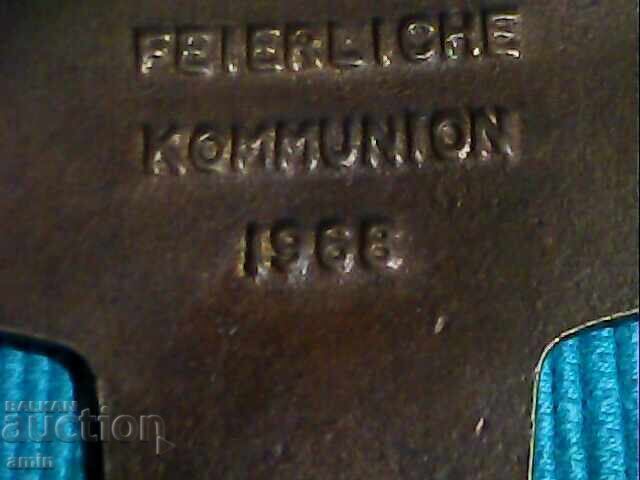 FEIERLICHE
KOMMUNION
1966
BALKAN
auction
amin